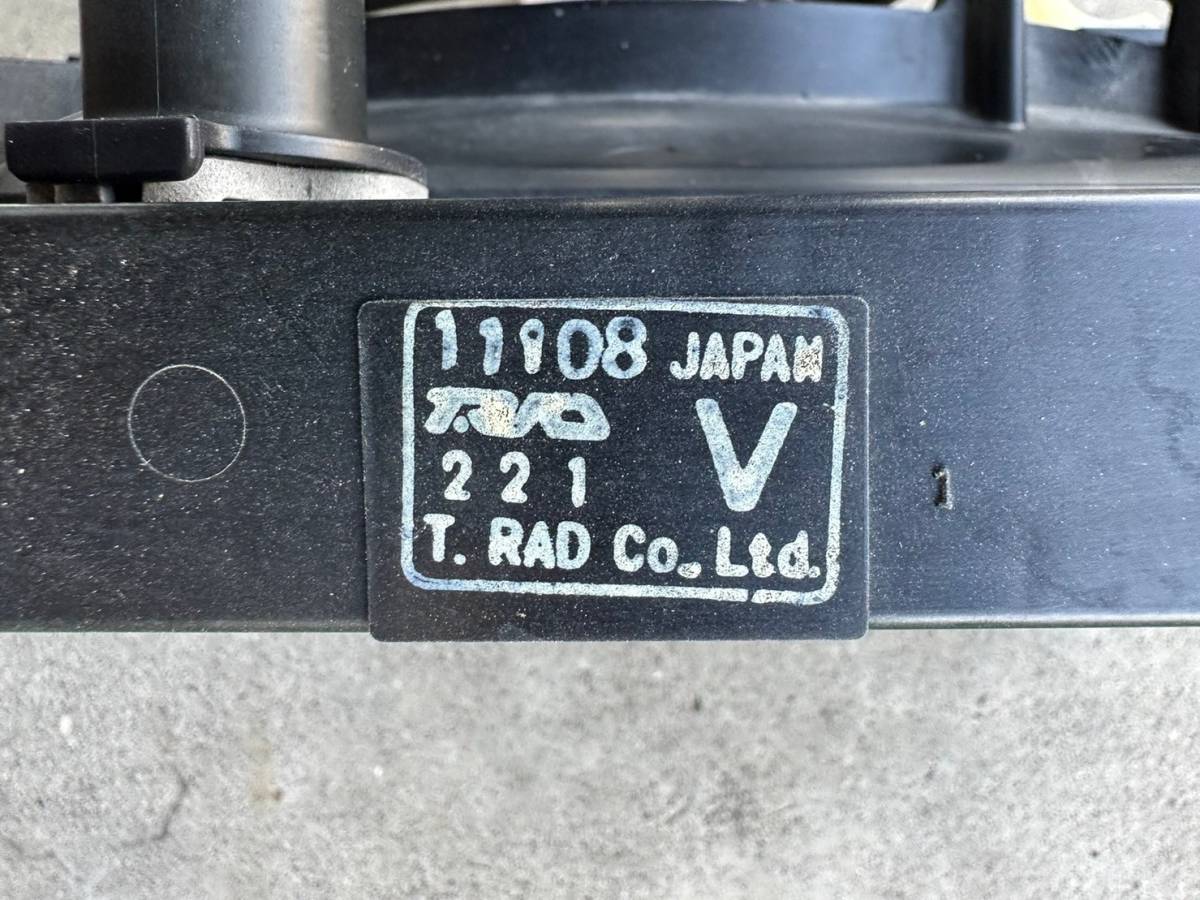 11108 JAPAN
T.RAD V
221
T. RAD Co., Ltd.
1